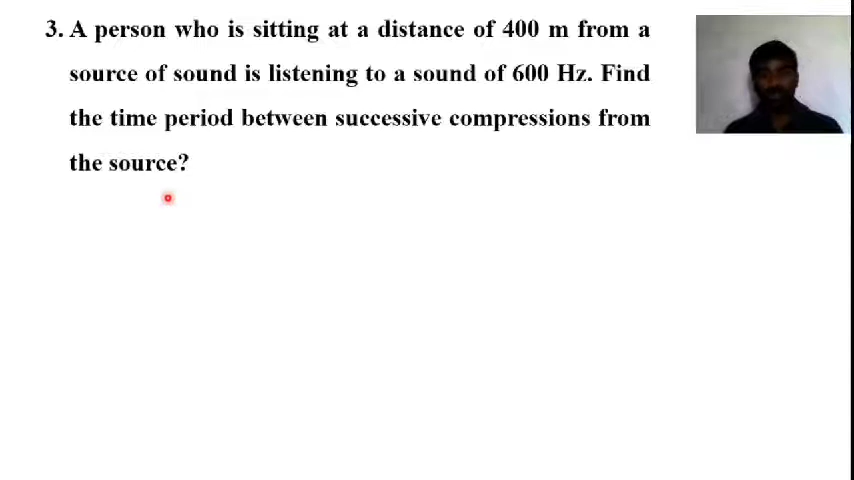 3. A person who is sitting at a distance of 400 m from a
source of sound is listening to a sound of 600 Hz. Find
the time period between successive compressions from
the source?